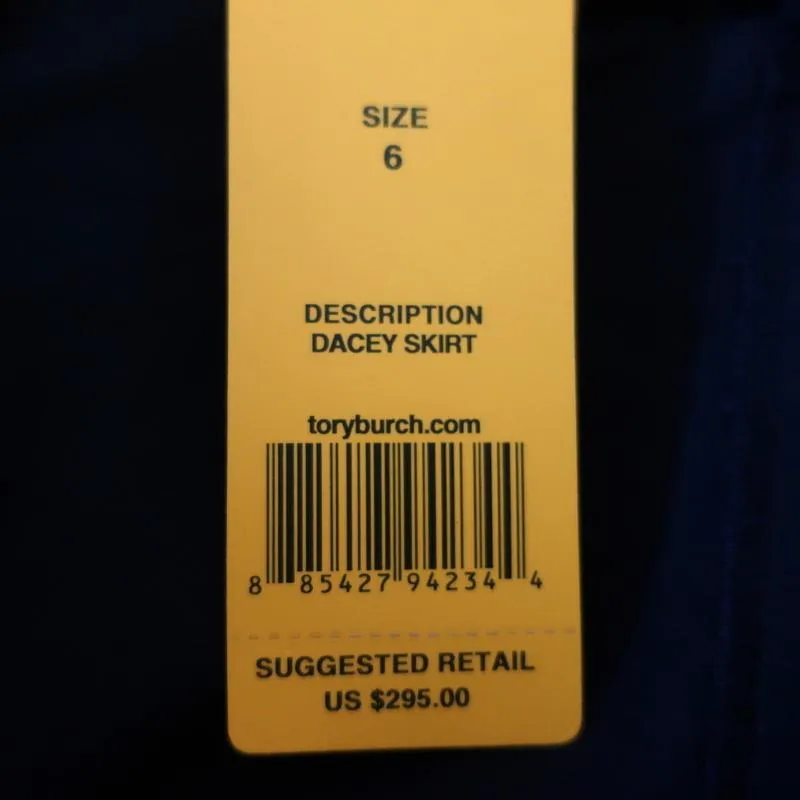 SIZE
6
DESCRIPTION
DACEY SKIRT
toryburch.com
8 85427 94234 4
SUGGESTED RETAIL
US $295.00